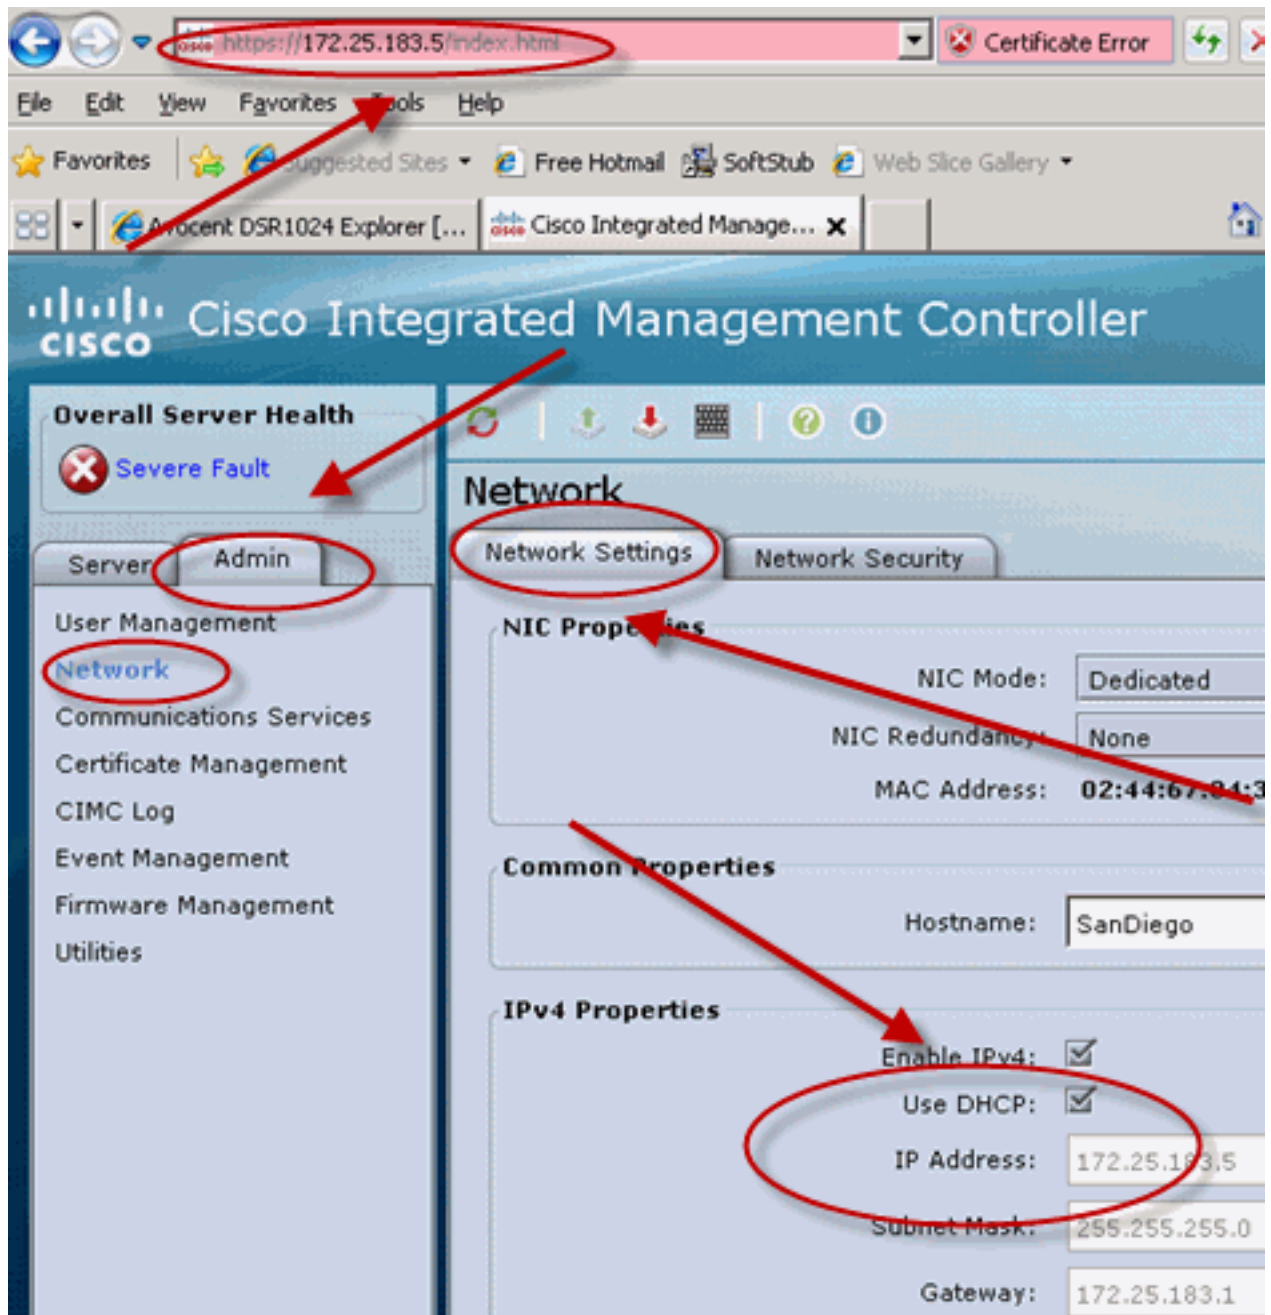 https://172.25.183.5/index.html
Certificate Error
File Edit View Favorites Tools Help
Favorites Suggested Sites Free Hotmail SoftStub Web Slice Gallery
Avocent DSR1024 Explorer [... Cisco Integrated Manage...
CISCO Cisco Integrated Management Controller
Overall Server Health
Severe Fault
Server Admin
User Management
Network
Communications Services
Certificate Management
CIMC Log
Event Management
Firmware Management
Utilities
Network
Network Settings Network Security
NIC Properties
NIC Mode: Dedicated
NIC Redundancy: None
MAC Address: 02:44:67:04:3
Common Properties
Hostname: SanDiego
IPv4 Properties
Enable IPv4:
Use DHCP:
IP Address: 172.25.183.5
Subnet Mask: 255.255.255.0
Gateway: 172.25.183.1